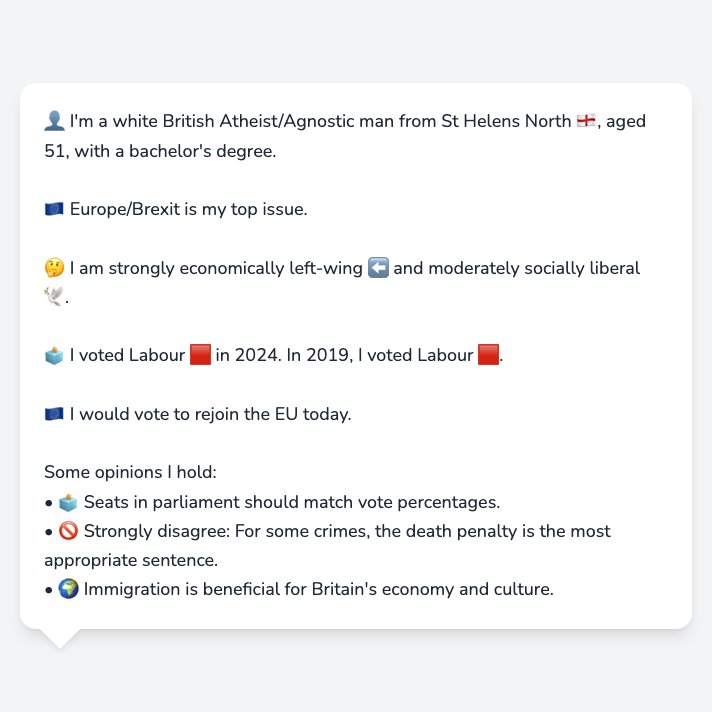 👤 I'm a white British Atheist/Agnostic man from St Helens North 🏴󠁧󠁢󠁥󠁮󠁧󠁿, aged
51, with a bachelor's degree.
🇪🇺 Europe/Brexit is my top issue.
🤔 I am strongly economically left-wing ⬅️ and moderately socially liberal
🕊️.
🗳️ I voted Labour 🟥 in 2024. In 2019, I voted Labour 🟥.
🇪🇺 I would vote to rejoin the EU today.
Some opinions I hold:
• 🗳️ Seats in parliament should match vote percentages.
• 🚫 Strongly disagree: For some crimes, the death penalty is the most
appropriate sentence.
• 🌍 Immigration is beneficial for Britain's economy and culture.